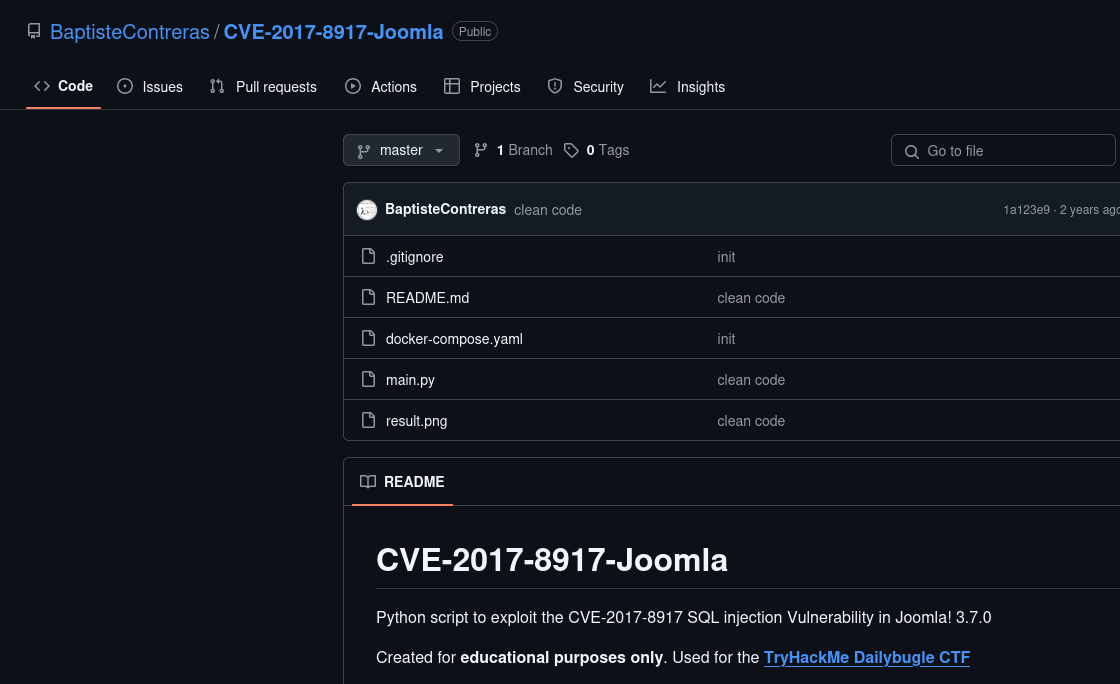 BaptisteContreras / CVE-2017-8917-Joomla Public
Code Issues Pull requests Actions Projects Security Insights
master 1 Branch 0 Tags Go to file
BaptisteContreras clean code 1a123e9 · 2 years ago
.gitignore init
README.md clean code
docker-compose.yaml init
main.py clean code
result.png clean code
README
CVE-2017-8917-Joomla
Python script to exploit the CVE-2017-8917 SQL injection Vulnerability in Joomla! 3.7.0
Created for educational purposes only. Used for the TryHackMe Dailybugle CTF